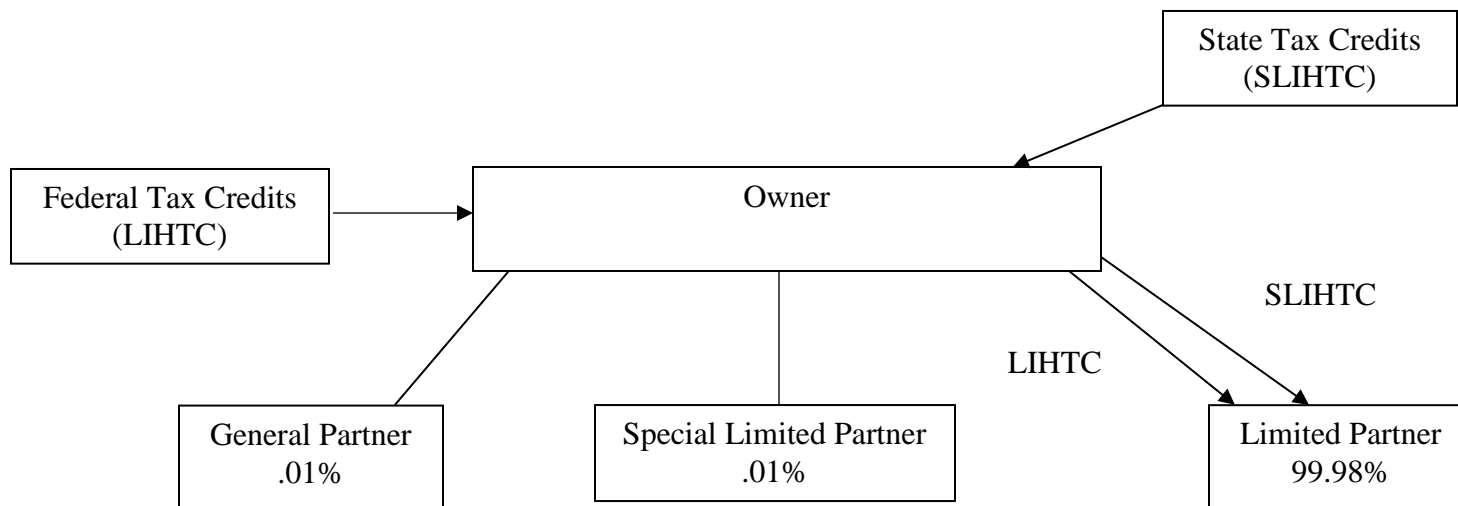 State Tax Credits
(SLIHTC)
Federal Tax Credits
(LIHTC)
Owner
SLIHTC
LIHTC
General Partner
.01%
Special Limited Partner
.01%
Limited Partner
99.98%